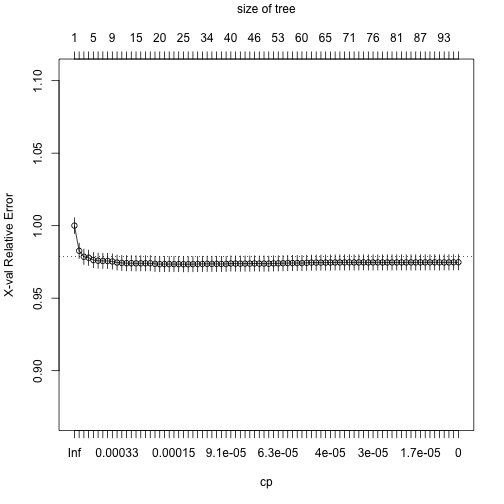 size of tree
1 5 9 15 20 25 34 40 46 53 60 65 71 76 81 87 93
1.10
1.05
1.00
0.95
0.90
X-val Relative Error
Inf 0.00033 0.00015 9.1e-05 6.3e-05 4e-05 3e-05 1.7e-05 0
cp